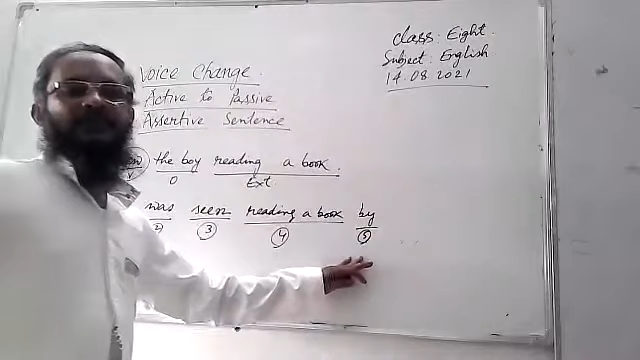 Class: Eight.
Subject: English
14.08 2021
Voice Change.
Active to Passive
Assertive Sentence
the boy reading a book.
V O Ext
was seen reading a book by
2 3 4 5